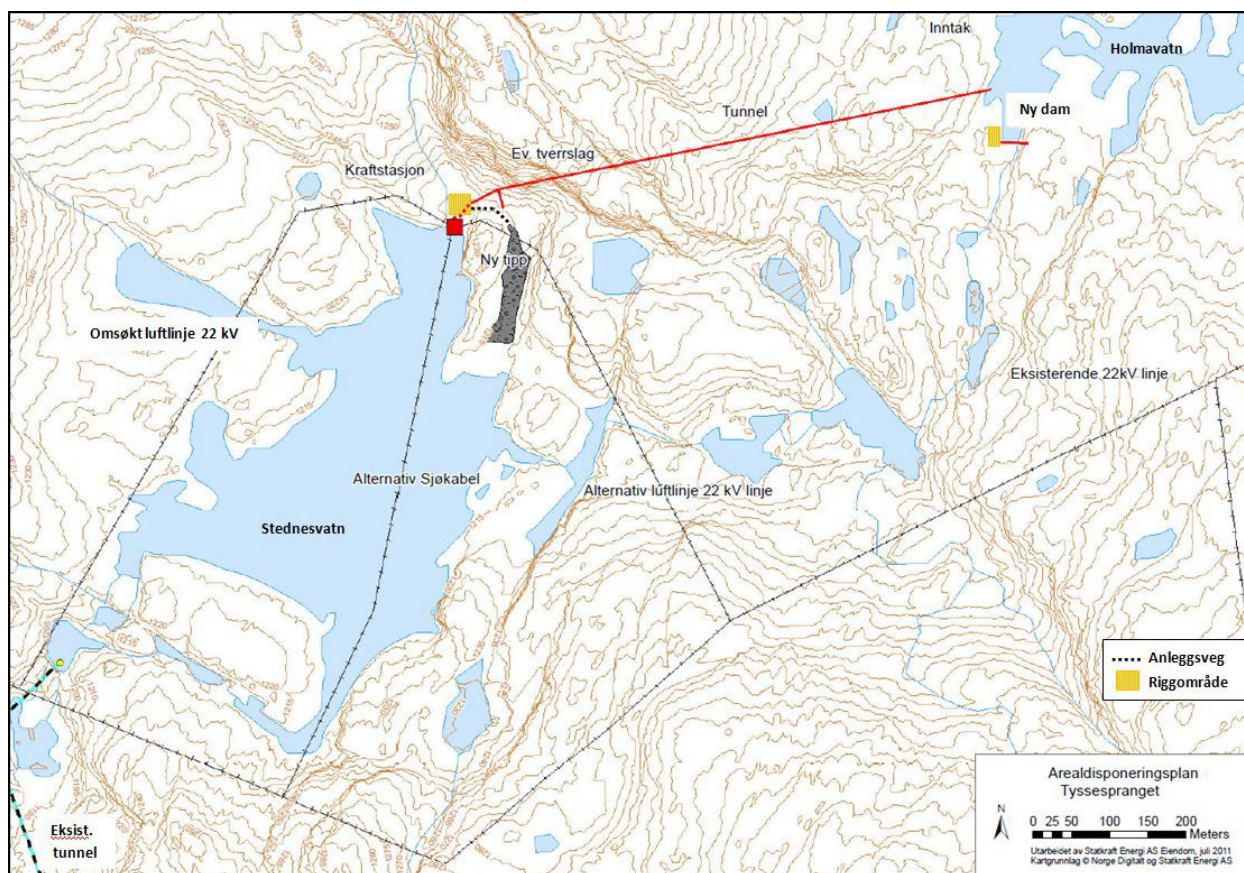 Inntak
Holmavatn
Tunnel
Ny dam
Ev. tverrslag
Kraftstasjon
Ny tipp
Omsøkt luftlinje 22 kV
Eksisterende 22kV linje
Alternativ Sjøkabel
Alternativ luftlinje 22 kV linje
Stednesvatn
Anleggsveg
Riggområde
Eksist.
tunnel
Arealdisponeringsplan
Tyssespranget
N
0 25 50 100 150 200
Meters
Utarbeidet av Statkraft Energi AS Eiendom, juli 2011
Kartgrunnlag © Norge Digitalt og Statkraft Energi AS